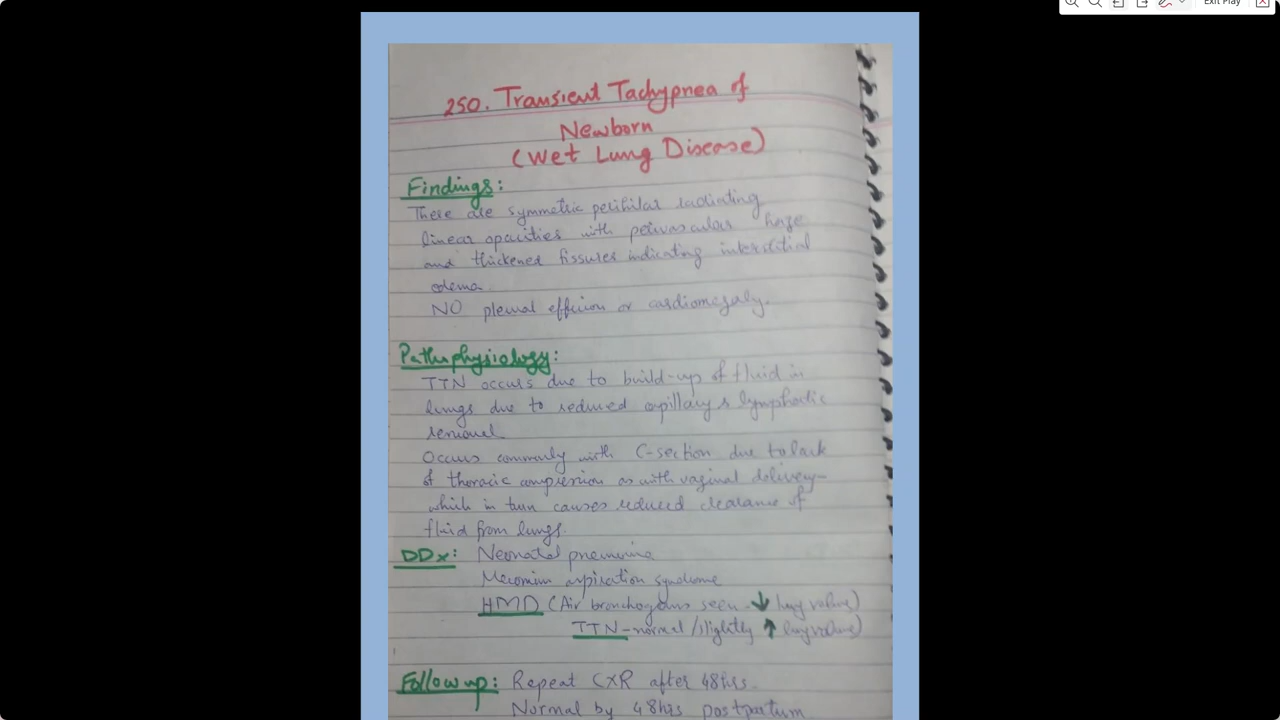 Exit Play
250. Transient Tachypnea of
Newborn
(Wet Lung Disease)
Findings:
There are symmetric perihilar radiating
linear opacities with perivascular haze
and thickened fissures indicating interstitial
edema.
NO pleural effusion or cardiomegaly.
Pathophysiology:
TTN occurs due to build-up of fluid in
lungs due to reduced capillary & lymphatic
removal
Occurs commonly with C-section due to lack
of thoracic compression as with vaginal delivery-
which in turn causes reduced clearance of
fluid from lungs.
DDx: Neonatal pneumonia
Meconium aspiration syndrome
HMD (Air bronchograms seen - ↓ lung volume)
TTN - normal/slightly ↑ lung volume)
Follow up: Repeat CXR after 48hrs.
Normal by 48hrs postpartum